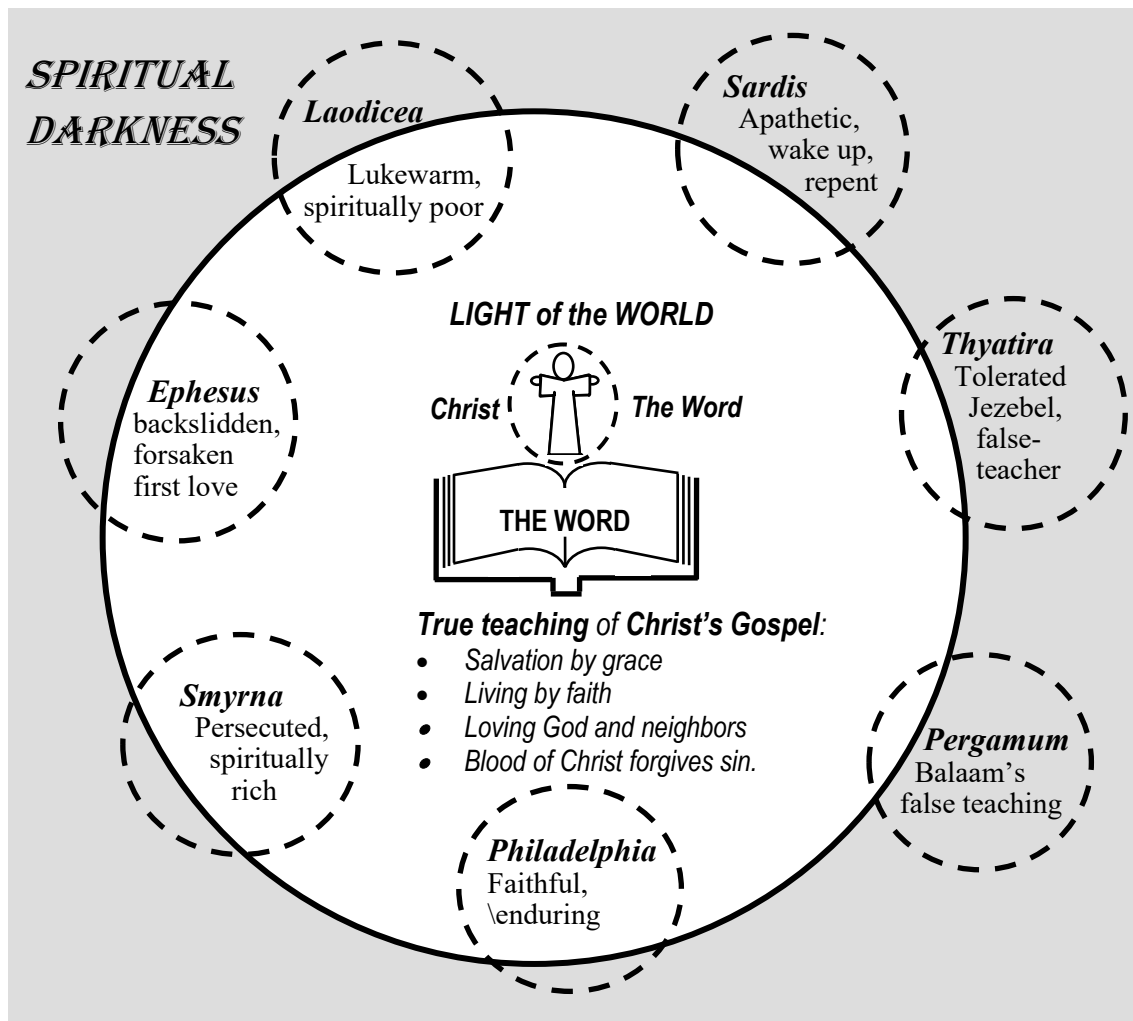 SPIRITUAL
DARKNESS
Laodicea
Lukewarm,
spiritually poor
Sardis
Apathetic,
wake up,
repent
Ephesus
backslidden,
forsaken
first love
LIGHT of the WORLD
Christ
The Word
THE WORD
Thyatira
Tolerated
Jezebel,
false-
teacher
True teaching of Christ's Gospel:
• Salvation by grace
• Living by faith
• Loving God and neighbors
• Blood of Christ forgives sin.
Smyrna
Persecuted,
spiritually
rich
Pergamum
Balaam's
false teaching
Philadelphia
Faithful,
\enduring